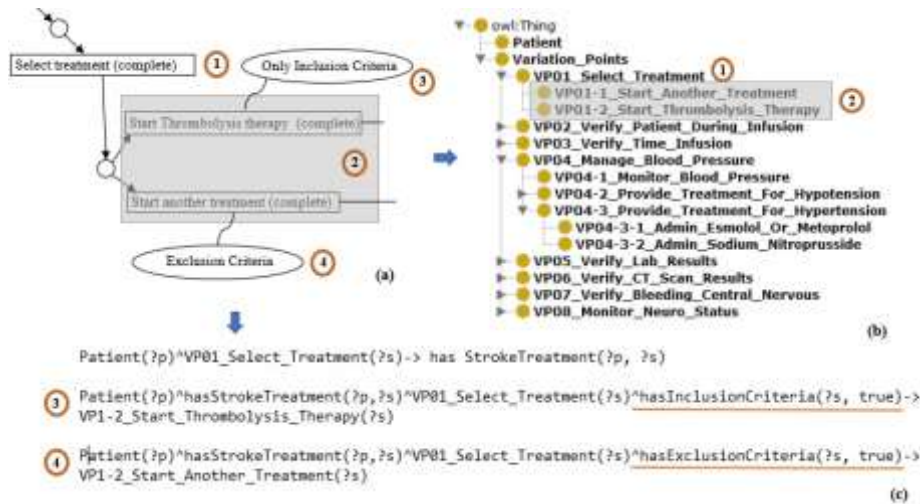 Select treatment (complete)
1
Only Inclusion Criteria
3
Start Thrombolysis therapy (complete)
2
Start another treatment (complete)
Exclusion Criteria
4
(a)
owl:Thing
Patient
Variation_Points
VP01_Select_Treatment
1
VP01-1_Start_Another_Treatment
2
VP01-2_Start_Thrombolysis_Therapy
VP02_Verify_Patient_During_Infusion
VP03_Verify_Time_Infusion
VP04_Manage_Blood_Pressure
VP04-1_Monitor_Blood_Pressure
VP04-2_Provide_Treatment_For_Hypotension
VP04-3_Provide_Treatment_For_Hypertension
VP04-3-1_Admin_Esmolol_Or_Metoprolol
VP04-3-2_Admin_Sodium_Nitroprusside
VP05_Verify_Lab_Results
VP06_Verify_CT_Scan_Results
VP07_Verify_Bleeding_Central_Nervous
VP08_Monitor_Neuro_Status
(b)
Patient(?p)^VP01_Select_Treatment(?s)-> has StrokeTreatment(?p, ?s)
3 Patient(?p)^hasStrokeTreatment(?p,?s)^VP01_Select_Treatment(?s)^hasInclusionCriteria(?s, true)->
VP1-2_Start_Thrombolysis_Therapy(?s)
4 Patient(?p)^hasStrokeTreatment(?p,?s)^VP01_Select_Treatment(?s)^hasExclusionCriteria(?s, true)->
VP1-2_Start_Another_Treatment(?s)
(c)